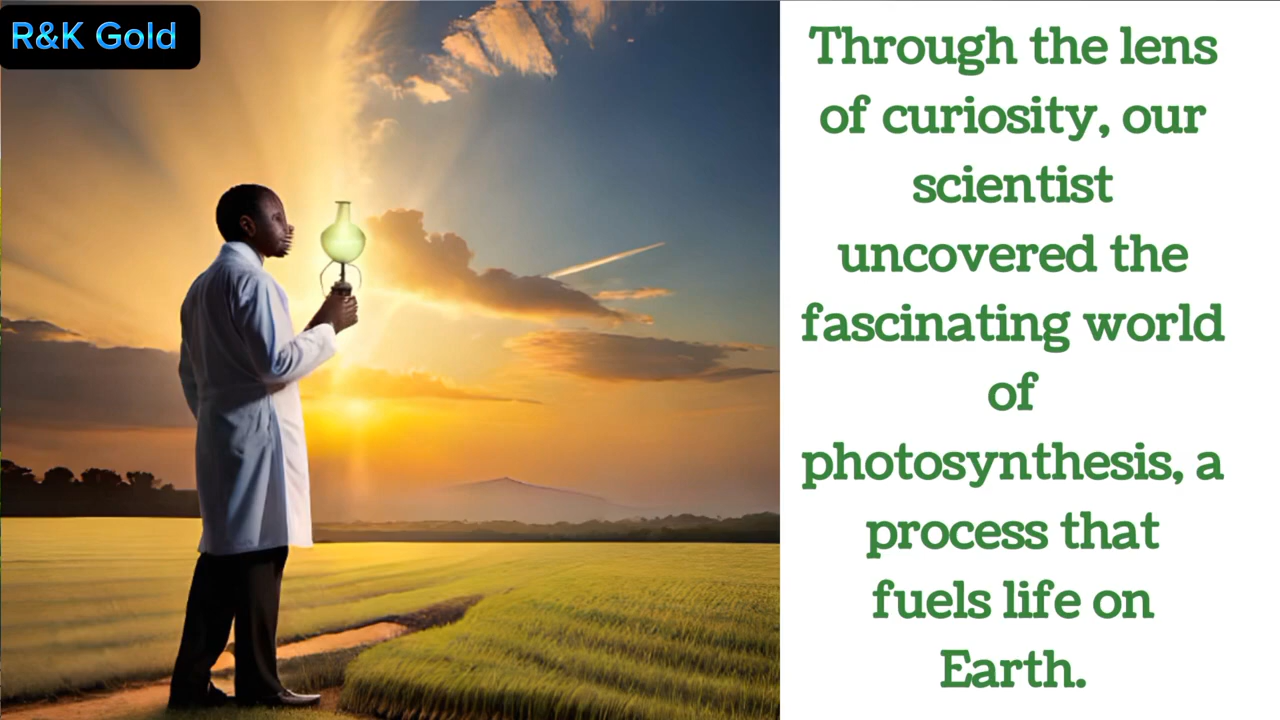 R&K Gold
Through the lens
of curiosity, our
scientist
uncovered the
fascinating world
of
photosynthesis, a
process that
fuels life on
Earth.